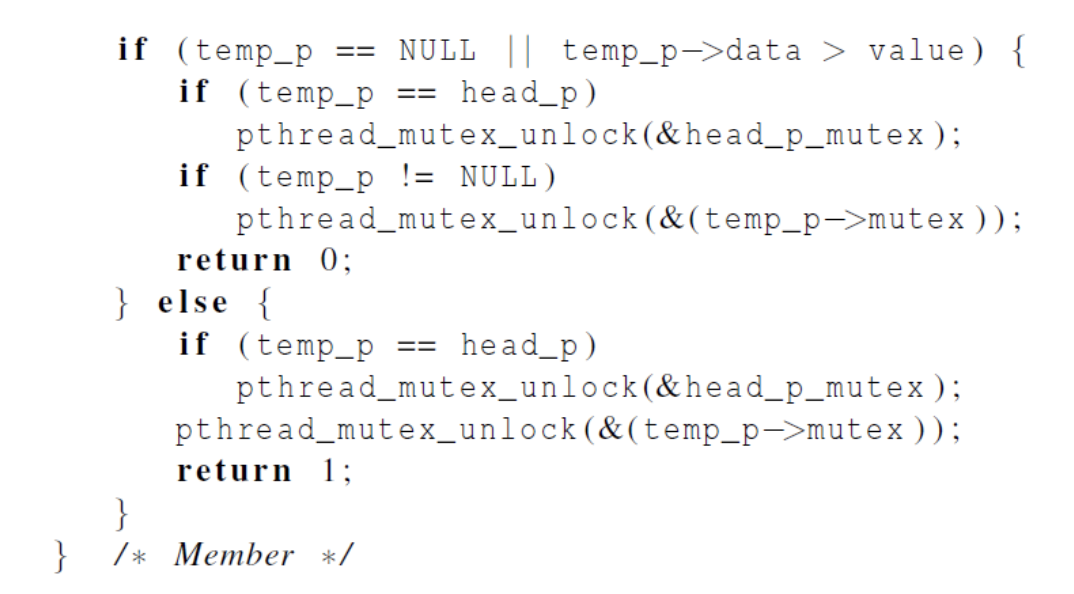 if (temp_p == NULL || temp_p->data > value) {
if (temp_p == head_p)
pthread_mutex_unlock(&head_p_mutex);
if (temp_p != NULL)
pthread_mutex_unlock(&(temp_p->mutex));
return 0;
} else {
if (temp_p == head_p)
pthread_mutex_unlock(&head_p_mutex);
pthread_mutex_unlock(&(temp_p->mutex));
return 1;
}
} /* Member */